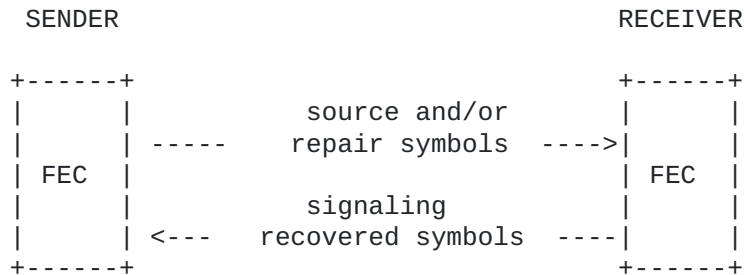 SENDER                                RECEIVER
+------+                              +------+
|      |         source and/or        |      |
|      | -----   repair symbols  ---->|      |
| FEC  |                              | FEC  |
|      |         signaling            |      |
|      | <---  recovered symbols  ----|      |
+------+                              +------+